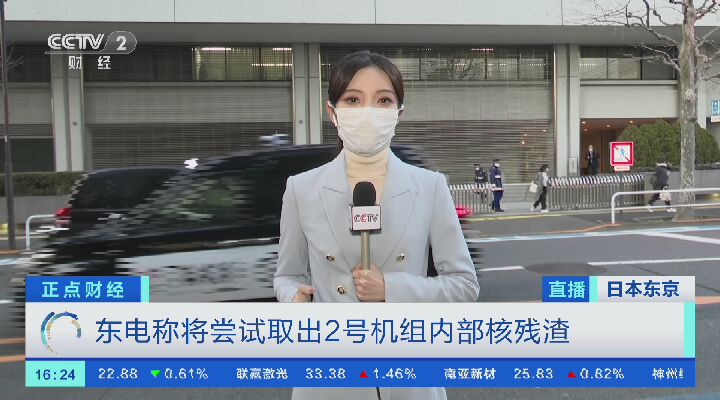 CCTV 2
财经
CCTV
正点财经
直播 日本东京
东电称将尝试取出2号机组内部核残渣
16:24 22.88 ▼0.61% 联赢激光 33.38 ▲1.46% 南亚新材 25.83 ▲0.82% 神州